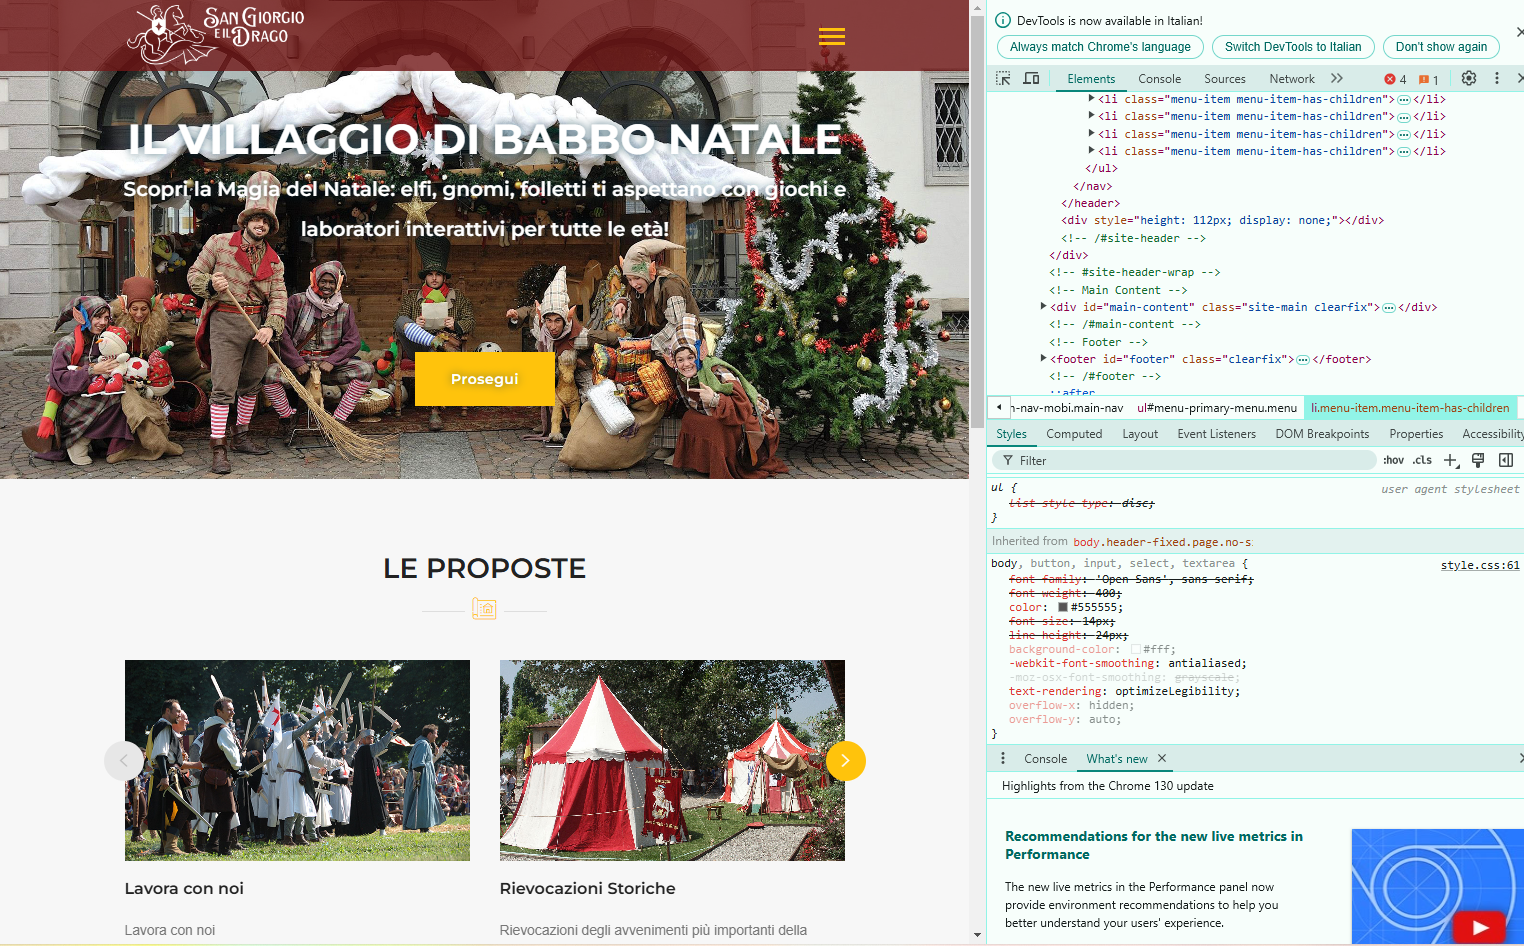 SAN GIORGIO
E IL DRAGO
IL VILLAGGIO DI BABBO NATALE
Scopri la Magia del Natale: elfi, gnomi, folletti ti aspettano con giochi e
laboratori interattivi per tutte le età!
Prosegui
LE PROPOSTE
Lavora con noi
Lavora con noi
Rievocazioni Storiche
Rievocazioni degli avvenimenti più importanti della
DevTools is now available in Italian!
Always match Chrome's language
Switch DevTools to Italian
Don't show again
Elements Console Sources Network 4 1
<li class="menu-item menu-item-has-children">…</li>
<li class="menu-item menu-item-has-children">…</li>
<li class="menu-item menu-item-has-children">…</li>
<li class="menu-item menu-item-has-children">…</li>
</ul>
</nav>
</header>
<div style="height: 112px; display: none;"></div>
<!-- /#site-header -->
</div>
<!-- #site-header-wrap -->
<!-- Main Content -->
<div id="main-content" class="site-main clearfix">…</div>
<!-- /#main-content -->
<!-- Footer -->
<footer id="footer" class="clearfix">…</footer>
<!-- /#footer -->
::after
n-nav-mobi.main-nav ul#menu-primary-menu.menu li.menu-item.menu-item-has-children
Styles Computed Layout Event Listeners DOM Breakpoints Properties Accessibility
Filter :hov .cls
ul { user agent stylesheet
list-style-type: disc;
}
Inherited from body.header-fixed.page.no-s
body, button, input, select, textarea { style.css:61
font-family: 'Open Sans', sans-serif;
font-weight: 400;
color: #555555;
font-size: 14px;
line-height: 24px;
background-color: #fff;
-webkit-font-smoothing: antialiased;
-moz-osx-font-smoothing: grayscale;
text-rendering: optimizeLegibility;
overflow-x: hidden;
overflow-y: auto;
}
Console What's new
Highlights from the Chrome 130 update
Recommendations for the new live metrics in
Performance
The new live metrics in the Performance panel now
provide environment recommendations to help you
better understand your users' experience.